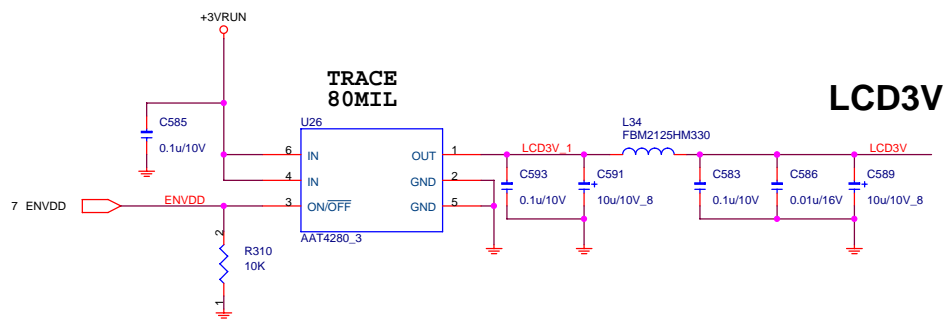 +3VRUN
TRACE
80MIL
LCD3V
C585
0.1u/10V
U26
6 IN OUT 1
4 IN GND 2
3 ON/OFF GND 5
AAT4280_3
7 ENVDD
ENVDD
2
R310
10K
1
LCD3V_1
L34
FBM2125HM330
LCD3V
C593
0.1u/10V
C591
+
10u/10V_8
C583
0.1u/10V
C586
0.01u/16V
C589
+
10u/10V_8